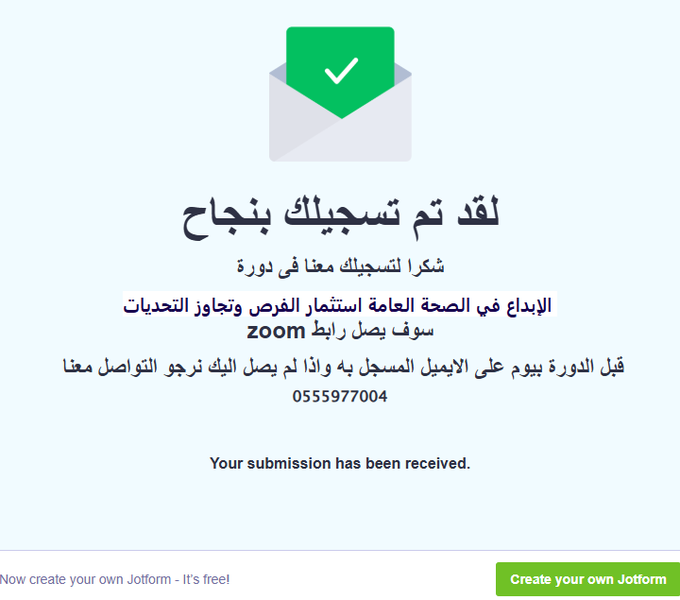 لقد تم تسجيلك بنجاح
شكرا لتسجيلك معنا فى دورة
الإبداع في الصحة العامة استثمار الفرص وتجاوز التحديات
سوف يصل رابط zoom
قبل الدورة بيوم على الايميل المسجل به واذا لم يصل اليك نرجو التواصل معنا
0555977004
Your submission has been received.
Now create your own Jotform - It's free!
Create your own Jotform